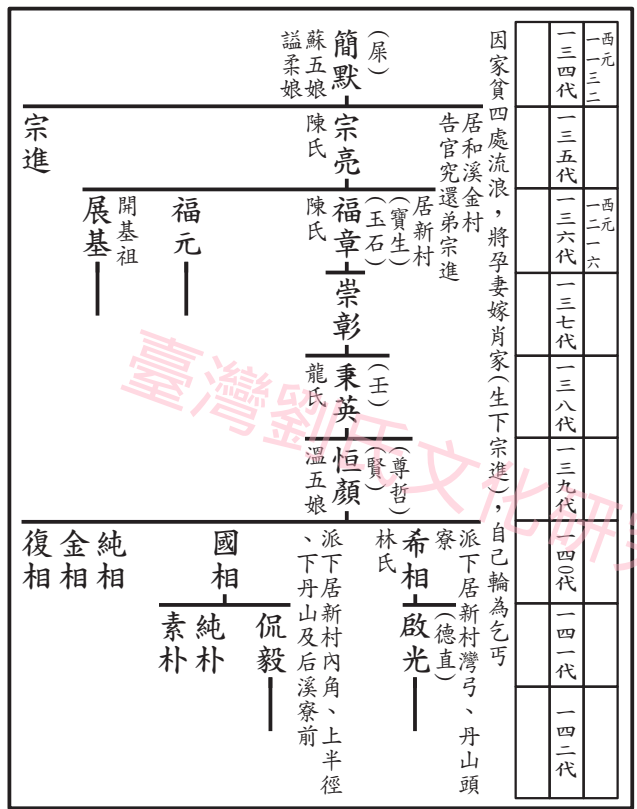 西元
一一三二
一三四代
一三五代
西元
一二一六
一三六代
一三七代
一三八代
一三九代
一四○代
一四一代
一四二代
因家貧四處流浪，將孕妻嫁肖家(生下宗進)，自己輪為乞丐
(屎)
簡默
蘇五娘
謚柔娘
居和溪金村
告官究還弟宗進
宗亮
陳氏
宗進
居新村
(寶生)
(玉石)
福章
陳氏
福元
開基祖
展基
崇彰
(玉)
秉英
龍氏
(尊哲)
(賢)
恒顏
溫五娘
派下居新村灣弓、丹山頭
寮
希相
林氏
派下居新村內角、上半徑
、下丹山及后溪寮前
國相
純相
金相
復相
(德直)
啟光
侃毅
純朴
素朴
臺灣劉氏文化研究